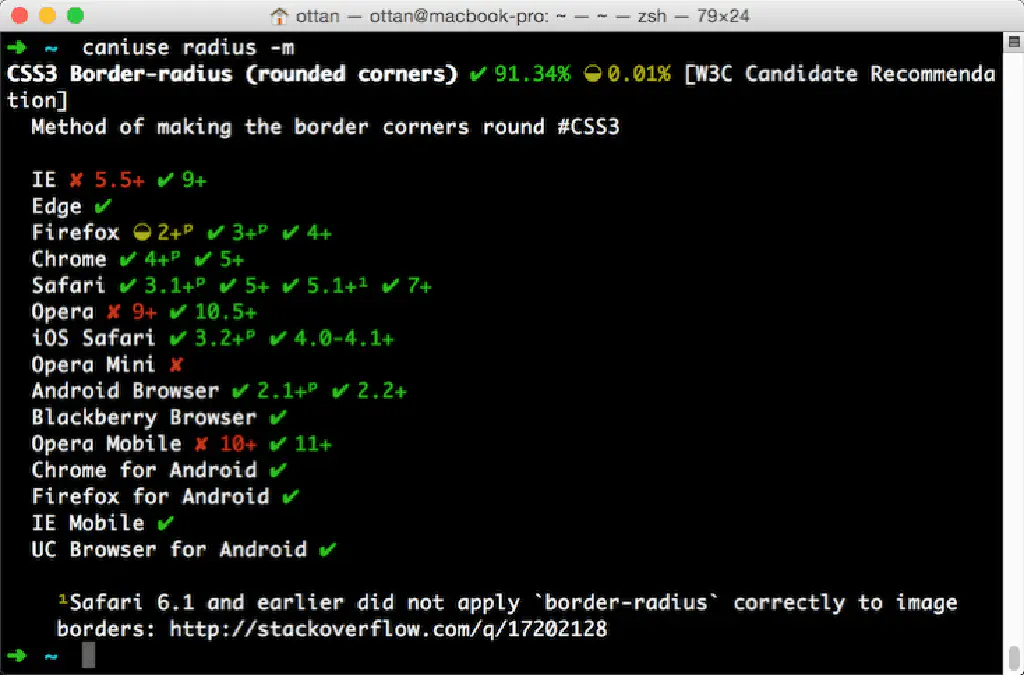 ottan — ottan@macbook-pro: ~ — ~ — zsh — 79×24
➜ ~ caniuse radius -m
CSS3 Border-radius (rounded corners) ✔ 91.34% ◒ 0.01% [W3C Candidate Recommenda
tion]
Method of making the border corners round #CSS3
IE ✘ 5.5+ ✔ 9+
Edge ✔
Firefox ◒ 2+ᵖ ✔ 3+ᵖ ✔ 4+
Chrome ✔ 4+ᵖ ✔ 5+
Safari ✔ 3.1+ᵖ ✔ 5+ ✔ 5.1+¹ ✔ 7+
Opera ✘ 9+ ✔ 10.5+
iOS Safari ✔ 3.2+ᵖ ✔ 4.0-4.1+
Opera Mini ✘
Android Browser ✔ 2.1+ᵖ ✔ 2.2+
Blackberry Browser ✔
Opera Mobile ✘ 10+ ✔ 11+
Chrome for Android ✔
Firefox for Android ✔
IE Mobile ✔
UC Browser for Android ✔
¹Safari 6.1 and earlier did not apply `border-radius` correctly to image
borders: http://stackoverflow.com/q/17202128
➜ ~